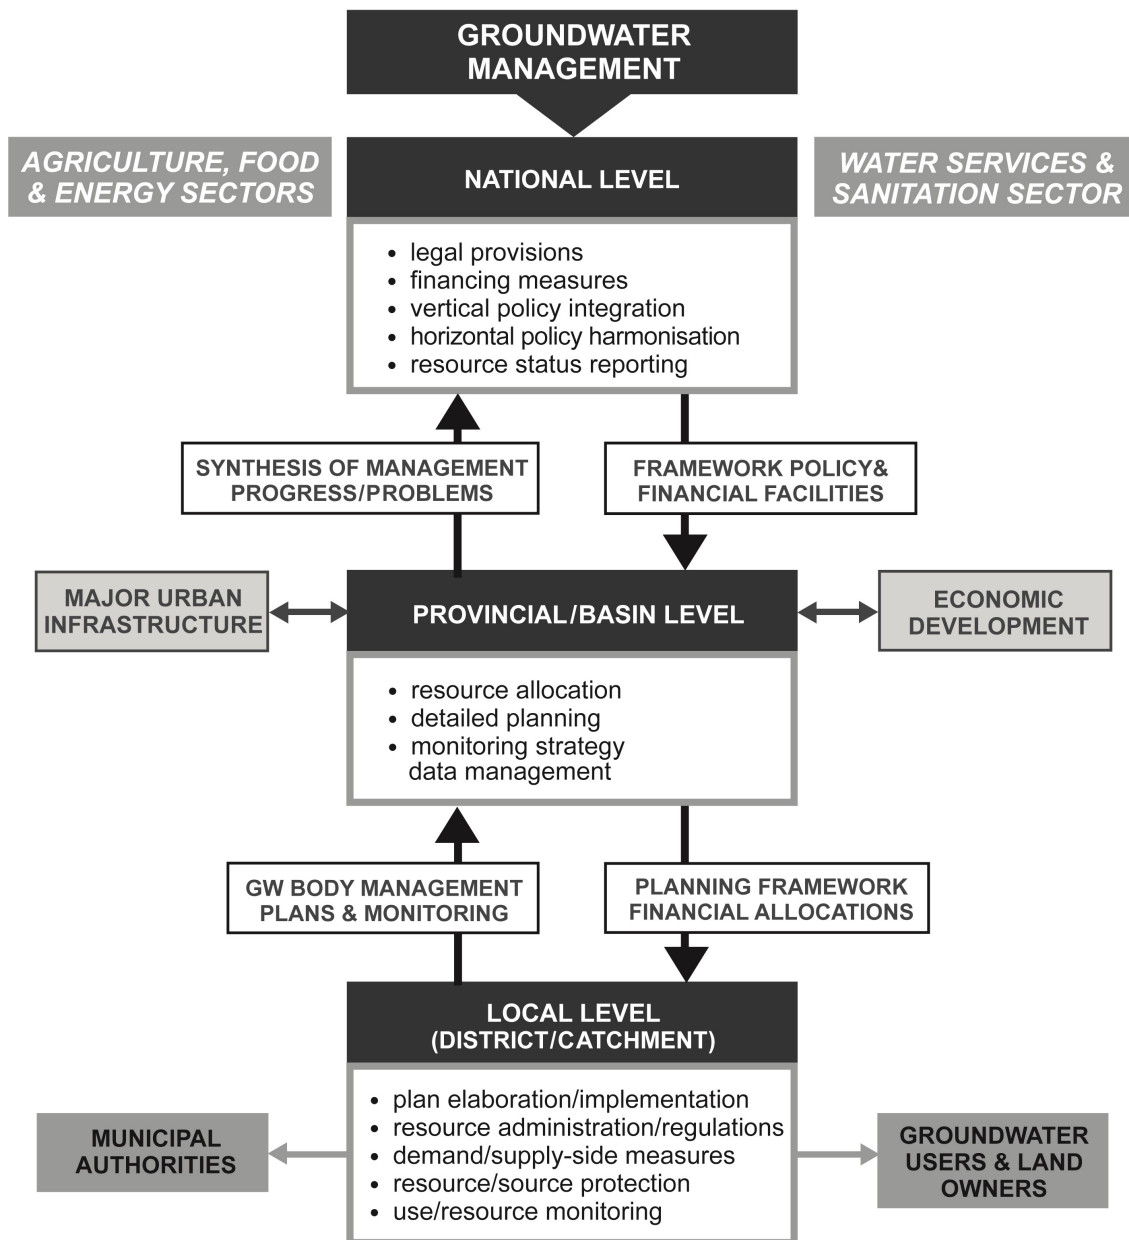 GROUNDWATER
MANAGEMENT
AGRICULTURE, FOOD
& ENERGY SECTORS
NATIONAL LEVEL
WATER SERVICES &
SANITATION SECTOR
• legal provisions
• financing measures
• vertical policy integration
• horizontal policy harmonisation
• resource status reporting
SYNTHESIS OF MANAGEMENT
PROGRESS/PROBLEMS
FRAMEWORK POLICY&
FINANCIAL FACILITIES
MAJOR URBAN
INFRASTRUCTURE
PROVINCIAL/BASIN LEVEL
ECONOMIC
DEVELOPMENT
• resource allocation
• detailed planning
• monitoring strategy
data management
GW BODY MANAGEMENT
PLANS & MONITORING
PLANNING FRAMEWORK
FINANCIAL ALLOCATIONS
LOCAL LEVEL
(DISTRICT/CATCHMENT)
• plan elaboration/implementation
• resource administration/regulations
• demand/supply-side measures
• resource/source protection
• use/resource monitoring
MUNICIPAL
AUTHORITIES
GROUNDWATER
USERS & LAND
OWNERS